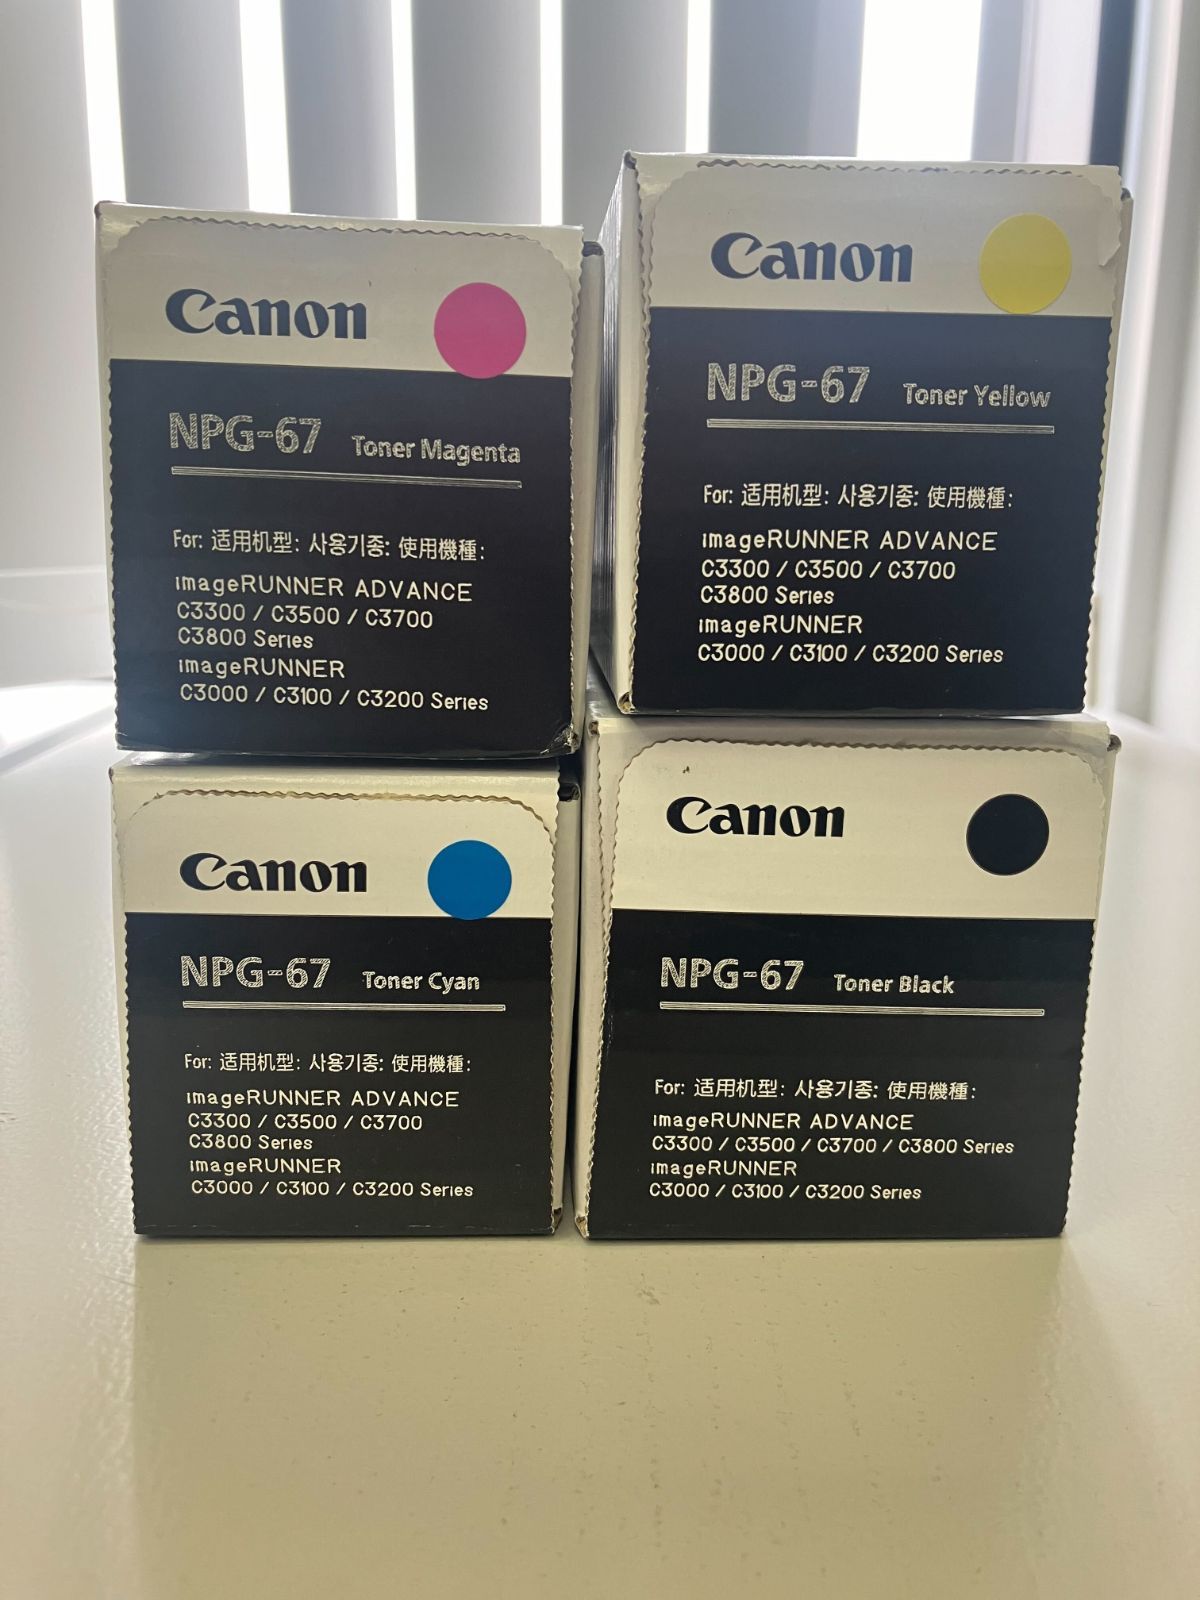 Canon
NPG-67 Toner Magenta
For: 适用机型: 사용기종: 使用機種:
imageRUNNER ADVANCE
C3300 / C3500 / C3700
C3800 Series
imageRUNNER
C3000 / C3100 / C3200 Series
Canon
NPG-67 Toner Yellow
For: 适用机型: 사용기종: 使用機種:
imageRUNNER ADVANCE
C3300 / C3500 / C3700
C3800 Series
imageRUNNER
C3000 / C3100 / C3200 Series
Canon
NPG-67 Toner Cyan
For: 适用机型: 사용기종: 使用機種:
imageRUNNER ADVANCE
C3300 / C3500 / C3700
C3800 Series
imageRUNNER
C3000 / C3100 / C3200 Series
Canon
NPG-67 Toner Black
For: 适用机型: 사용기종: 使用機種:
imageRUNNER ADVANCE
C3300 / C3500 / C3700 / C3800 Series
imageRUNNER
C3000 / C3100 / C3200 Series